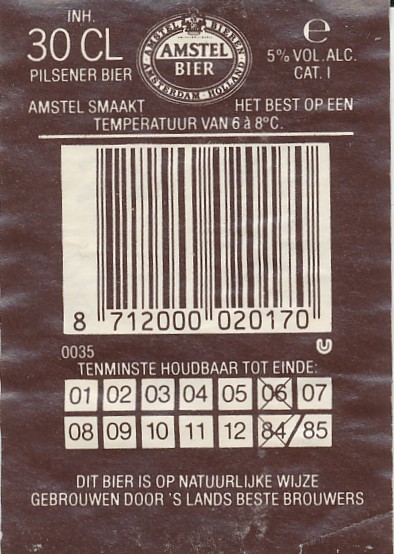 INH.
30 CL
PILSENER BIER
AMSTEL BIEREN
AMSTEL
BIER
AMSTERDAM - HOLLAND
e
5% VOL.ALC.
CAT. I
AMSTEL SMAAKT HET BEST OP EEN
TEMPERATUUR VAN 6 à 8°C.
8 712000 020170
0035
TENMINSTE HOUDBAAR TOT EINDE:
01 02 03 04 05 06 07
08 09 10 11 12 84/85
DIT BIER IS OP NATUURLIJKE WIJZE
GEBROUWEN DOOR 'S LANDS BESTE BROUWERS